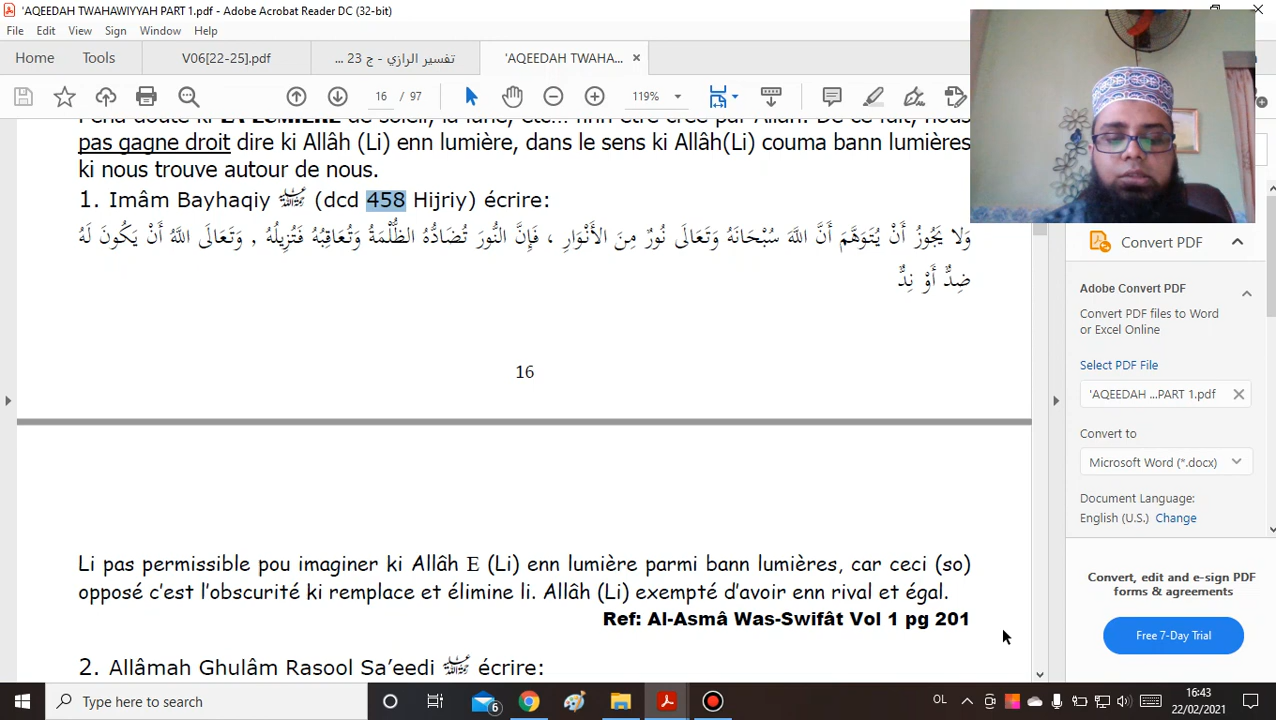 'AQEEDAH TWAHAWIYYAH PART 1.pdf - Adobe Acrobat Reader DC (32-bit)
File Edit View Sign Window Help
Home Tools V06[22-25].pdf تفسير الرازي - ج 23 ... 'AQEEDAH TWAHA... ×
16 / 97 119%
pas gagne droit dire ki Allâh (Li) enn lumière, dans le sens ki Allâh(Li) couma bann lumières
ki nous trouve autour de nous.
1. Imâm Bayhaqiy (dcd 458 Hijriy) écrire:
وَلا يَجُوزُ أَنْ يُتَوَهَّمَ أَنَّ اللَّهَ سُبْحَانَهُ وَتَعَالَى نُورٌ مِنَ الأَنْوَارِ ، فَإِنَّ النُّورَ تُضَادُّهُ الظُّلْمَةُ وَتُعَاقِبُهُ فَتُزِيلُهُ , وَتَعَالَى اللَّهُ أَنْ يَكُونَ لَهُ
ضِدٌّ أَوْ نِدٌّ
16
Li pas permissible pou imaginer ki Allâh E (Li) enn lumière parmi bann lumières, car ceci (so)
opposé c'est l'obscurité ki remplace et élimine li. Allâh (Li) exempté d'avoir enn rival et égal.
Ref: Al-Asmâ Was-Swifât Vol 1 pg 201
2. Allâmah Ghulâm Rasool Sa'eedi écrire:
Convert PDF
Adobe Convert PDF
Convert PDF files to Word
or Excel Online
Select PDF File
'AQEEDAH ...PART 1.pdf ×
Convert to
Microsoft Word (*.docx)
Document Language:
English (U.S.) Change
Convert, edit and e-sign PDF
forms & agreements
Free 7-Day Trial
Type here to search
6
OL
16:43
22/02/2021